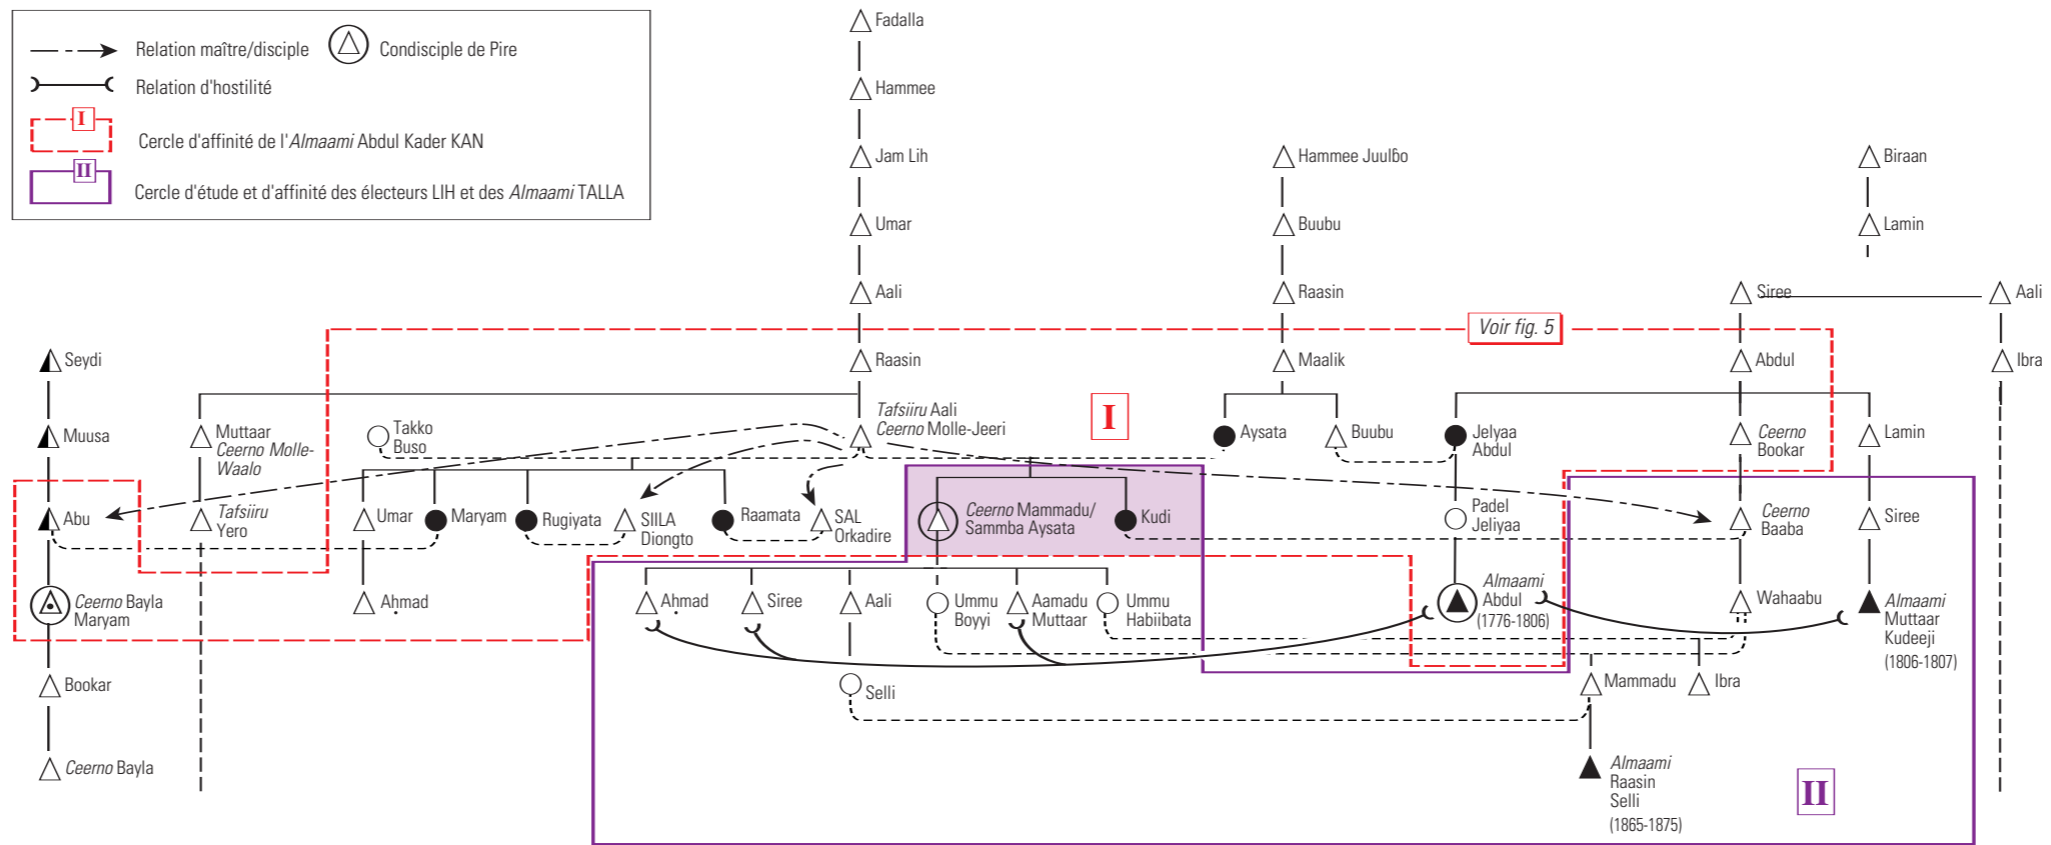 Relation maître/disciple
Condisciple de Pire
Relation d'hostilité
I
Cercle d'affinité de l'Almaami Abdul Kader KAN
II
Cercle d'étude et d'affinité des électeurs LIH et des Almaami TALLA
Fadalla
Hammee
Jam Lih
Hammee Juulɓo
Biraan
Umar
Buubu
Lamin
Aali
Raasin
Siree
Aali
Voir fig. 5
Seydi
Raasin
Maalik
Abdul
Ibra
I
Muusa
Muttaar
Ceerno Molle-
Waalo
Takko
Buso
Tafsiiru Aali
Ceerno Molle-Jeeri
Aysata
Buubu
Jelyaa
Abdul
Ceerno
Bookar
Lamin
Abu
Tafsiiru
Yero
Umar
Maryam
Rugiyata
SIILA
Diongto
Raamata
SAL
Orkadire
Ceerno Mammadu/
Sammba Aysata
Kudi
Padel
Jeliyaa
Ceerno
Baaba
Siree
Ceerno Bayla
Maryam
Aḥmad
Aḥmad
Siree
Aali
Ummu
Boyyi
Aamadu
Muttaar
Ummu
Habiibata
Almaami
Abdul
(1776-1806)
Wahaabu
Almaami
Muttaar
Kudeeji
(1806-1807)
Bookar
Selli
Mammadu
Ibra
Ceerno Bayla
Almaami
Raasin
Selli
(1865-1875)
II